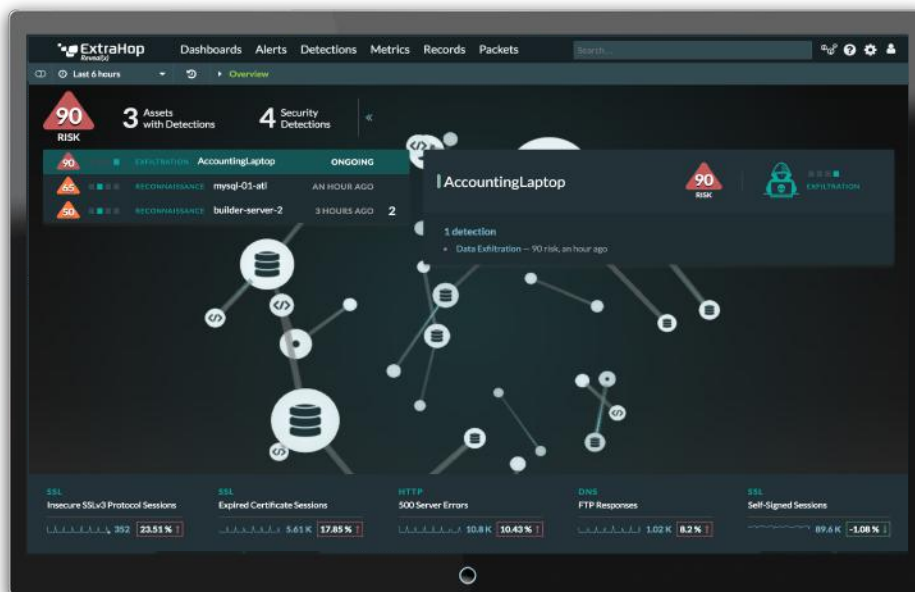 ExtraHop
Reveal(x)
Dashboards Alerts Detections Metrics Records Packets
Search...
Last 6 hours
Overview
90
RISK
3 Assets with Detections
4 Security Detections
«
90 EXFILTRATION AccountingLaptop ONGOING
65 RECONNAISSANCE mysql-01-atl AN HOUR AGO
50 RECONNAISSANCE builder-server-2 3 HOURS AGO 2
AccountingLaptop
90
RISK
EXFILTRATION
1 detection
• Data Exfiltration — 90 risk, an hour ago
SSL
Insecure SSLv3 Protocol Sessions
352 23.51 % ↑
SSL
Expired Certificate Sessions
5.61 K 17.85 % ↑
HTTP
500 Server Errors
10.8 K 10.43 % ↑
DNS
FTP Responses
1.02 K 8.2 % ↑
SSL
Self-Signed Sessions
89.6 K -1.08 % ↓